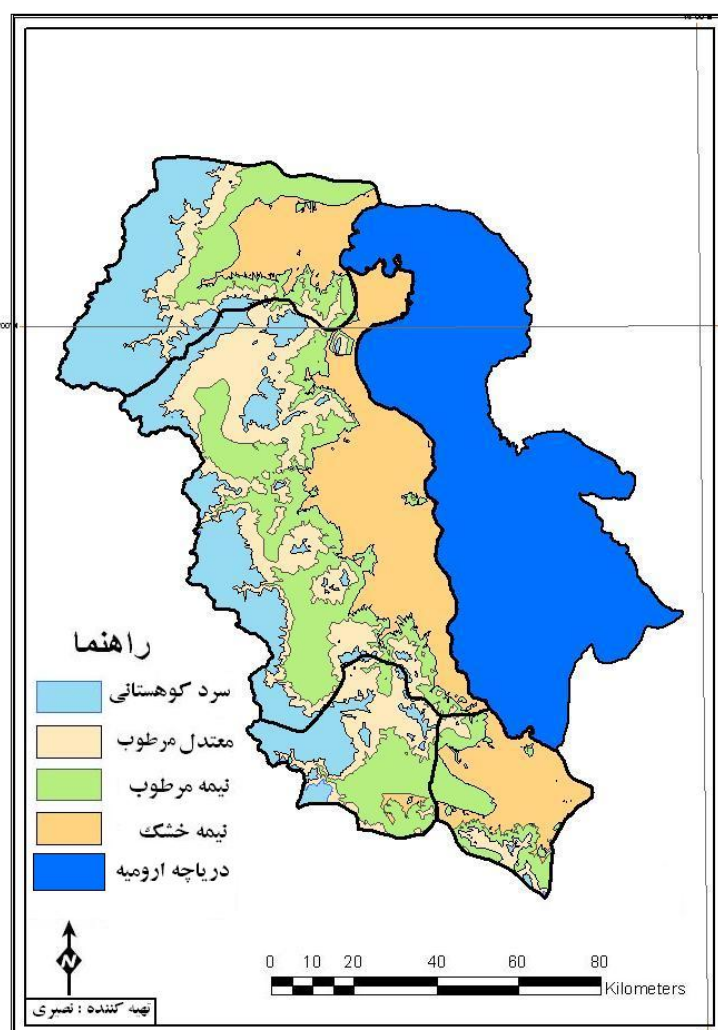 راهنما
سرد کوهستانی
معتدل مرطوب
نیمه مرطوب
نیمه خشک
دریاچه ارومیه
N
0 10 20 40 60 80
Kilometers
تهیه کننده : نصیری